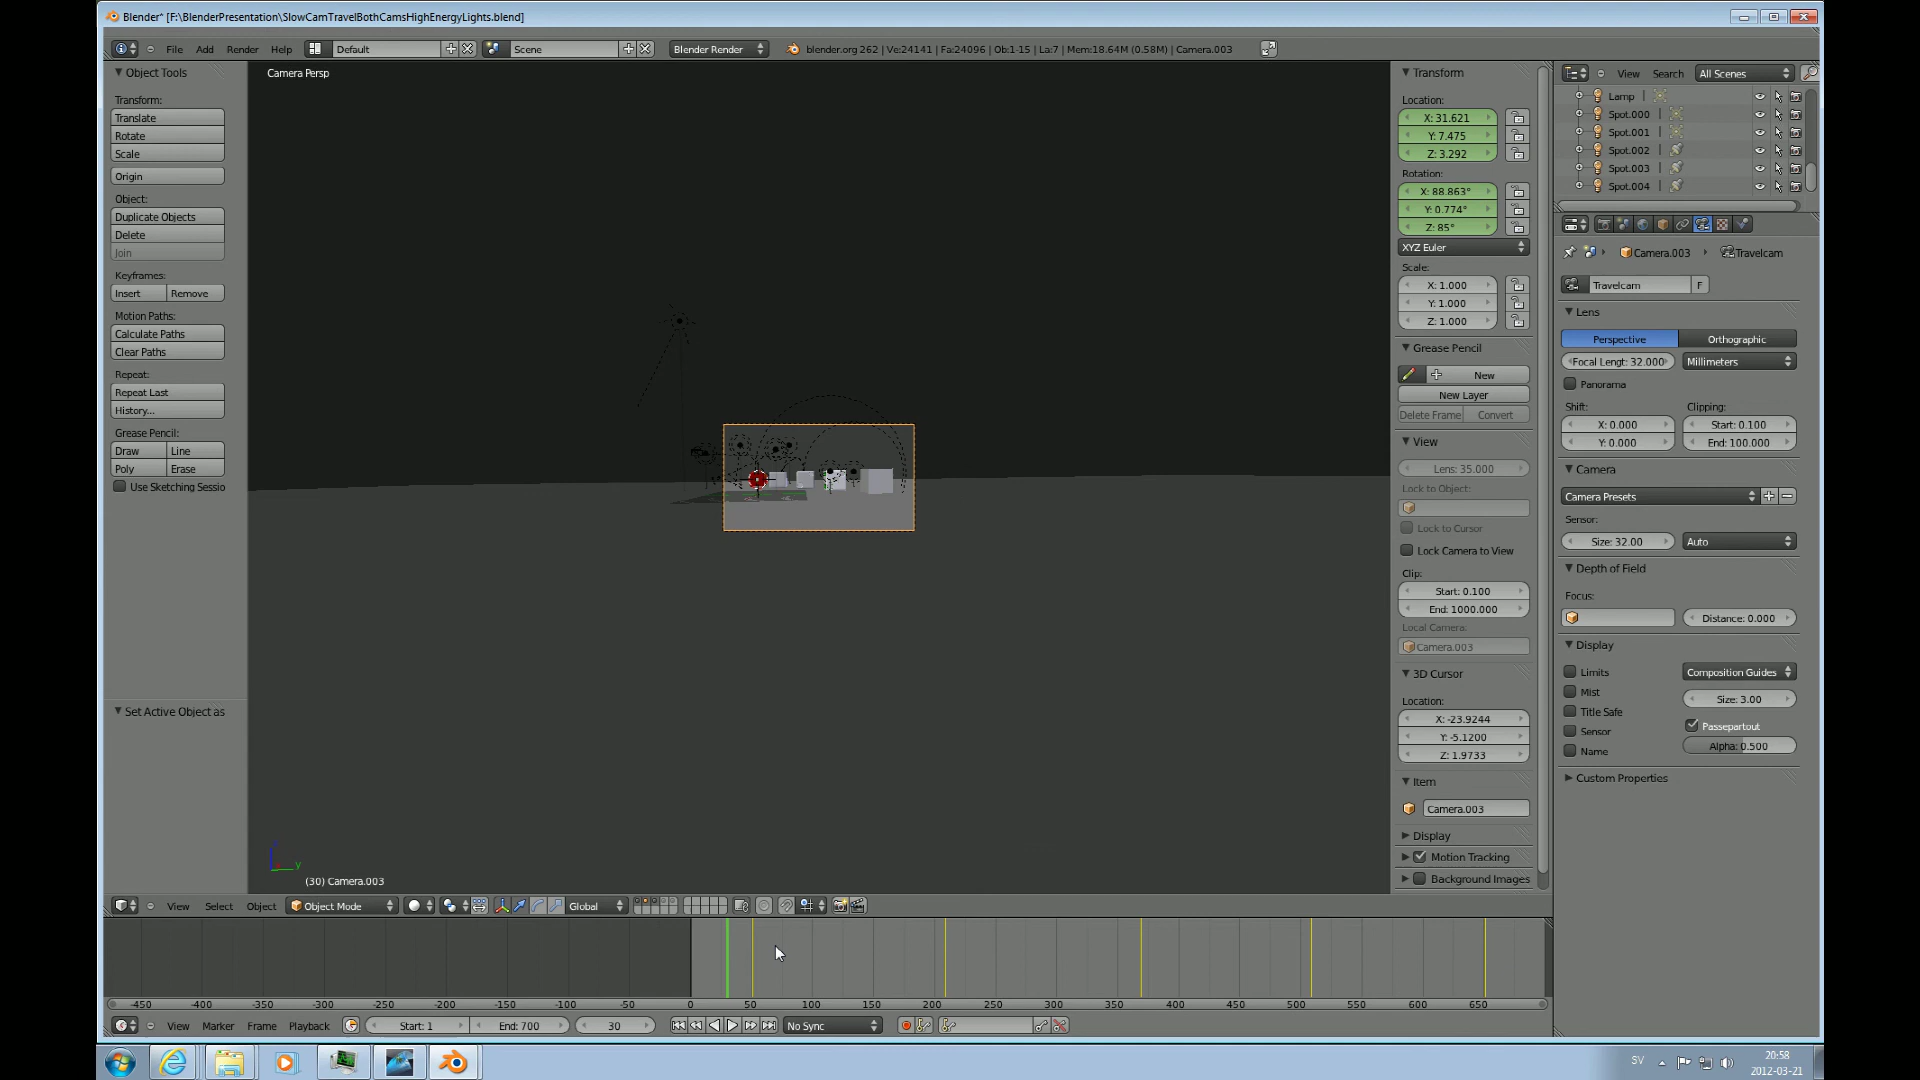 Blender* [F:\BlenderPresentation\SlowCamTravelBothCamsHighEnergyLights.blend]
File Add Render Help Default Scene Blender Render blender.org 262 | Ve:24141 | Fa:24096 | Ob:1-15 | La:7 | Mem:18.64M (0.58M) | Camera.003
Object Tools
Transform:
Translate
Rotate
Scale
Origin
Object:
Duplicate Objects
Delete
Join
Keyframes:
Insert Remove
Motion Paths:
Calculate Paths
Clear Paths
Repeat:
Repeat Last
History...
Grease Pencil:
Draw Line
Poly Erase
Use Sketching Sessio
Set Active Object as
Camera Persp
(30) Camera.003
Transform
Location:
X: 31.621
Y: 7.475
Z: 3.292
Rotation:
X: 88.863°
Y: 0.774°
Z: 85°
XYZ Euler
Scale:
X: 1.000
Y: 1.000
Z: 1.000
Grease Pencil
New
New Layer
Delete Frame Convert
View
Lens: 35.000
Lock to Object:
Lock to Cursor
Lock Camera to View
Clip:
Start: 0.100
End: 1000.000
Local Camera:
Camera.003
3D Cursor
Location:
X: -23.9244
Y: -5.1200
Z: 1.9733
Item
Camera.003
Display
Motion Tracking
Background Images
View Search All Scenes
Lamp
Spot.000
Spot.001
Spot.002
Spot.003
Spot.004
Camera.003 Travelcam
Travelcam F
Lens
Perspective Orthographic
Focal Lengt: 32.000 Millimeters
Panorama
Shift: Clipping:
X: 0.000 Start: 0.100
Y: 0.000 End: 100.000
Camera
Camera Presets
Sensor:
Size: 32.00 Auto
Depth of Field
Focus:
Distance: 0.000
Display
Limits Composition Guides
Mist Size: 3.00
Title Safe
Sensor Passepartout
Name Alpha: 0.500
Custom Properties
z
y
View Select Object Object Mode Global
-450 -400 -350 -300 -250 -200 -150 -100 -50 0 50 100 150 200 250 300 350 400 450 500 550 600 650
View Marker Frame Playback Start: 1 End: 700 30 No Sync
SV 20:58
2012-03-21